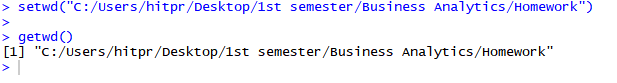 > setwd("C:/Users/hitpr/Desktop/1st semester/Business Analytics/Homework")
>
> getwd()
[1] "C:/Users/hitpr/Desktop/1st semester/Business Analytics/Homework"
>